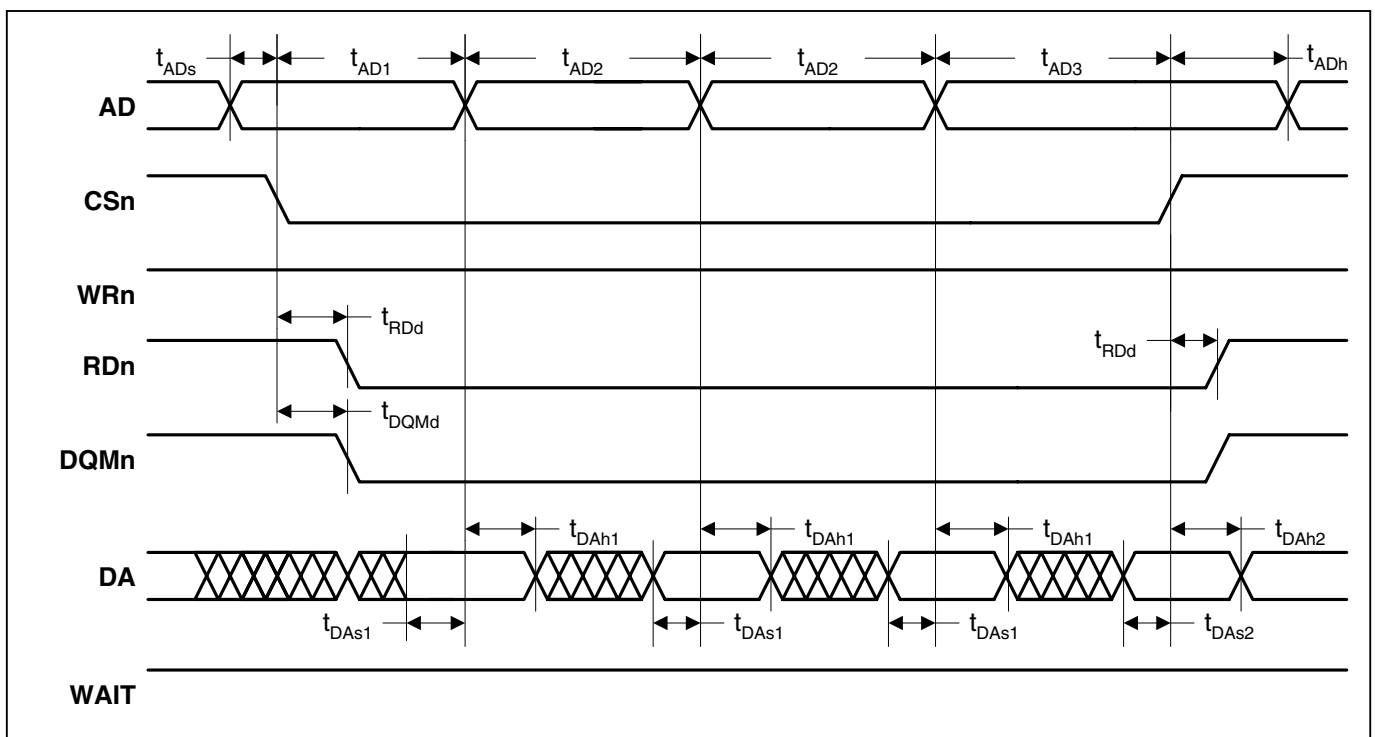 tADs tAD1 tAD2 tAD2 tAD3 tADh
AD
CSn
WRn
tRDd
RDn
tRDd
tDQMd
DQMn
tDAh1 tDAh1 tDAh1 tDAh2
DA
tDAs1 tDAs1 tDAs1 tDAs2
WAIT